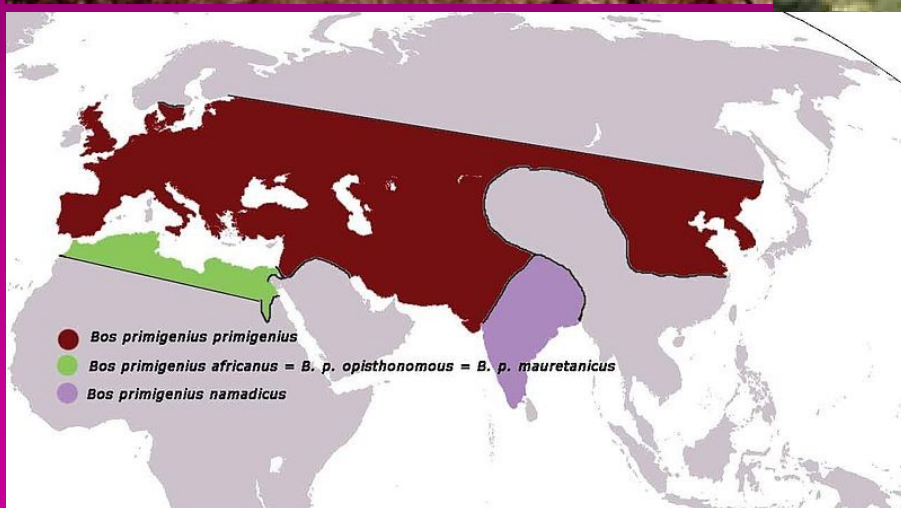 Bos primigenius primigenius
Bos primigenius africanus = B. p. opisthonomous = B. p. mauretanicus
Bos primigenius namadicus